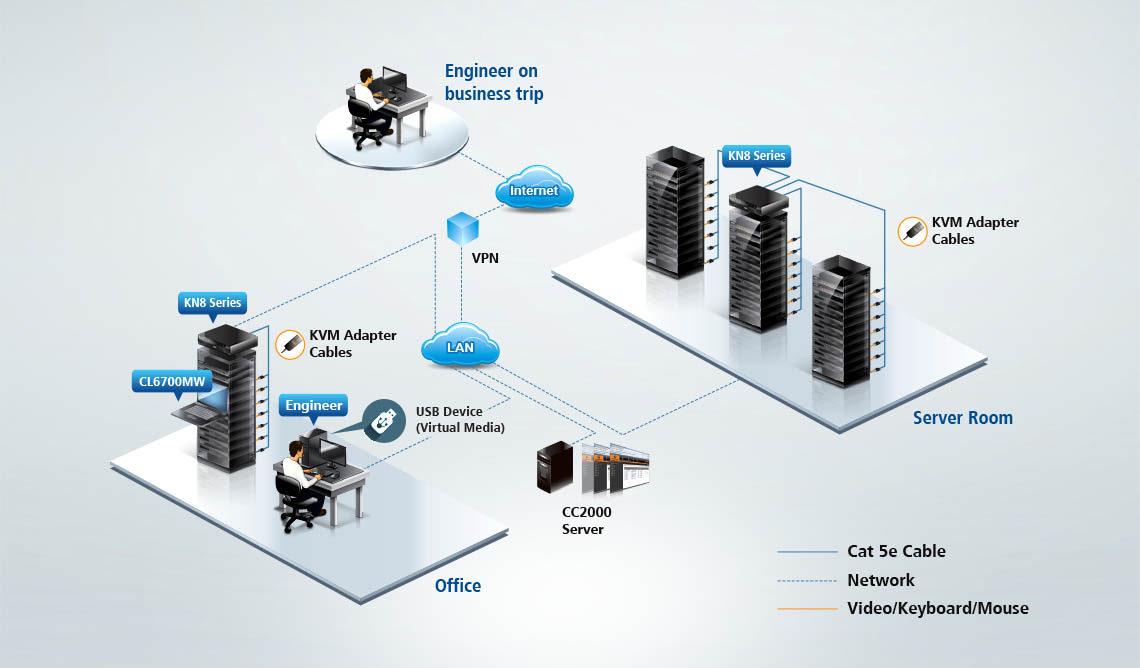 Engineer on
business trip
Internet
KN8 Series
KVM Adapter
Cables
VPN
KN8 Series
KVM Adapter
Cables
LAN
CL6700MW
Engineer
USB Device
(Virtual Media)
Server Room
CC2000
Server
Office
Cat 5e Cable
Network
Video/Keyboard/Mouse